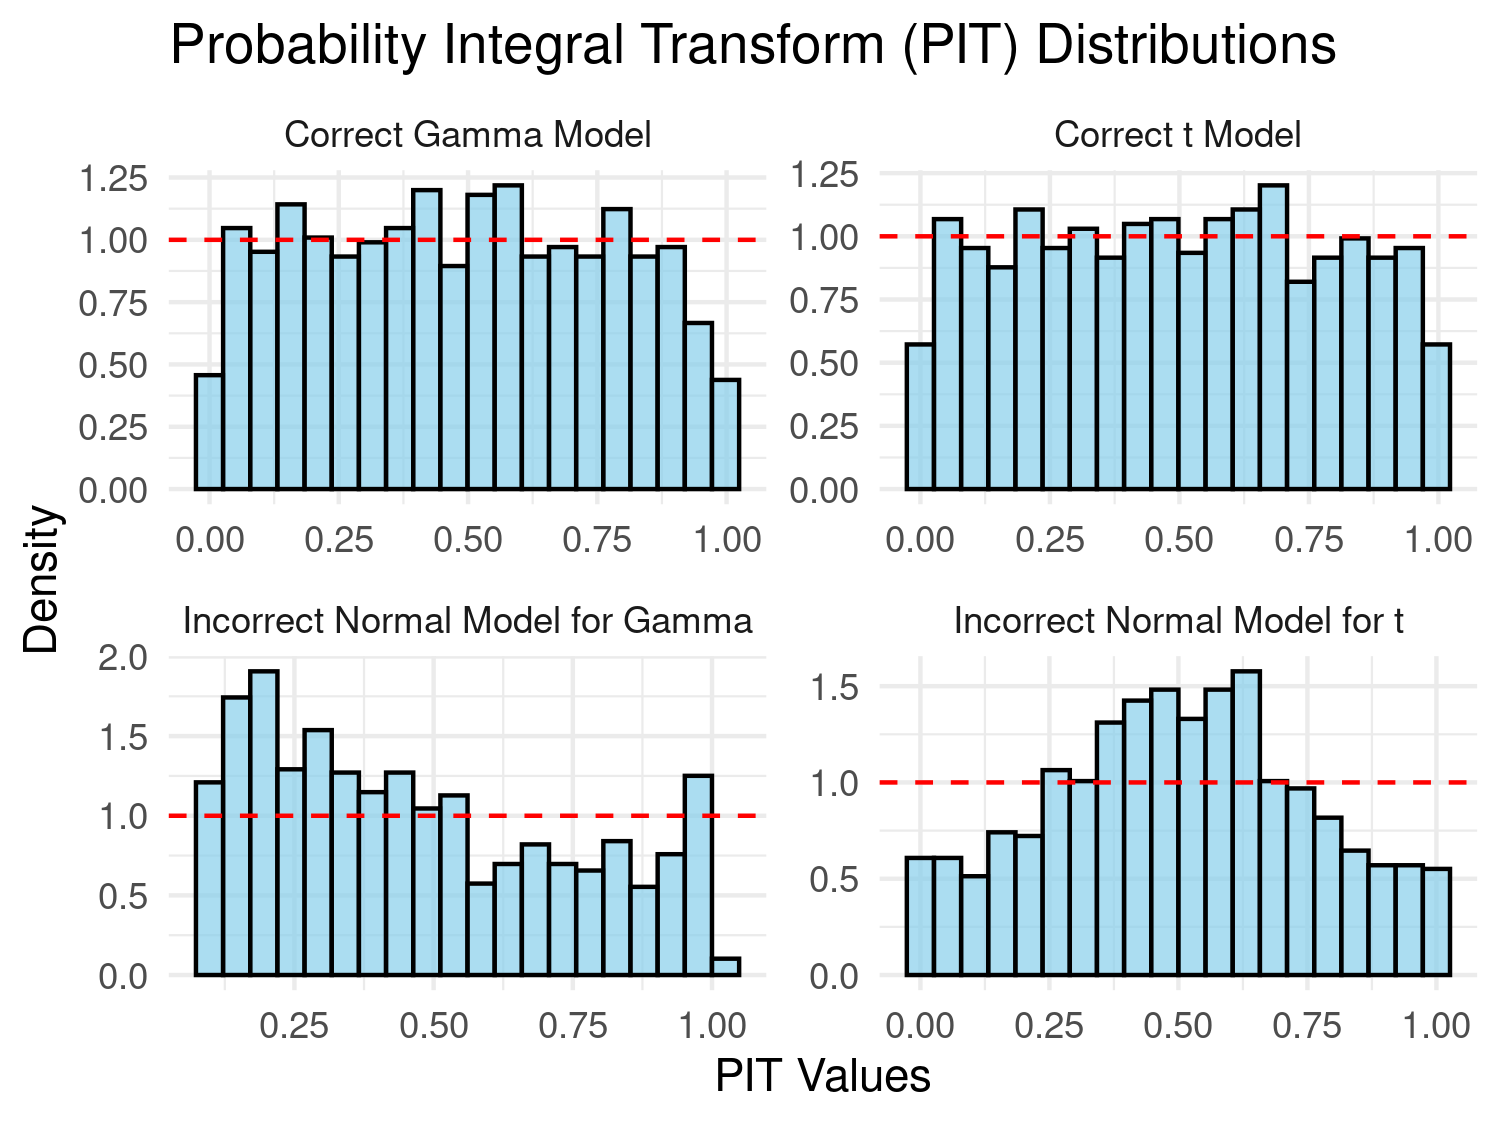 Probability Integral Transform (PIT) Distributions
Correct Gamma Model
1.25
1.00
0.75
0.50
0.25
0.00
0.00 0.25 0.50 0.75 1.00
Correct t Model
1.25
1.00
0.75
0.50
0.25
0.00
0.00 0.25 0.50 0.75 1.00
Density
Incorrect Normal Model for Gamma
2.0
1.5
1.0
0.5
0.0
0.25 0.50 0.75 1.00
Incorrect Normal Model for t
1.5
1.0
0.5
0.0
0.00 0.25 0.50 0.75 1.00
PIT Values